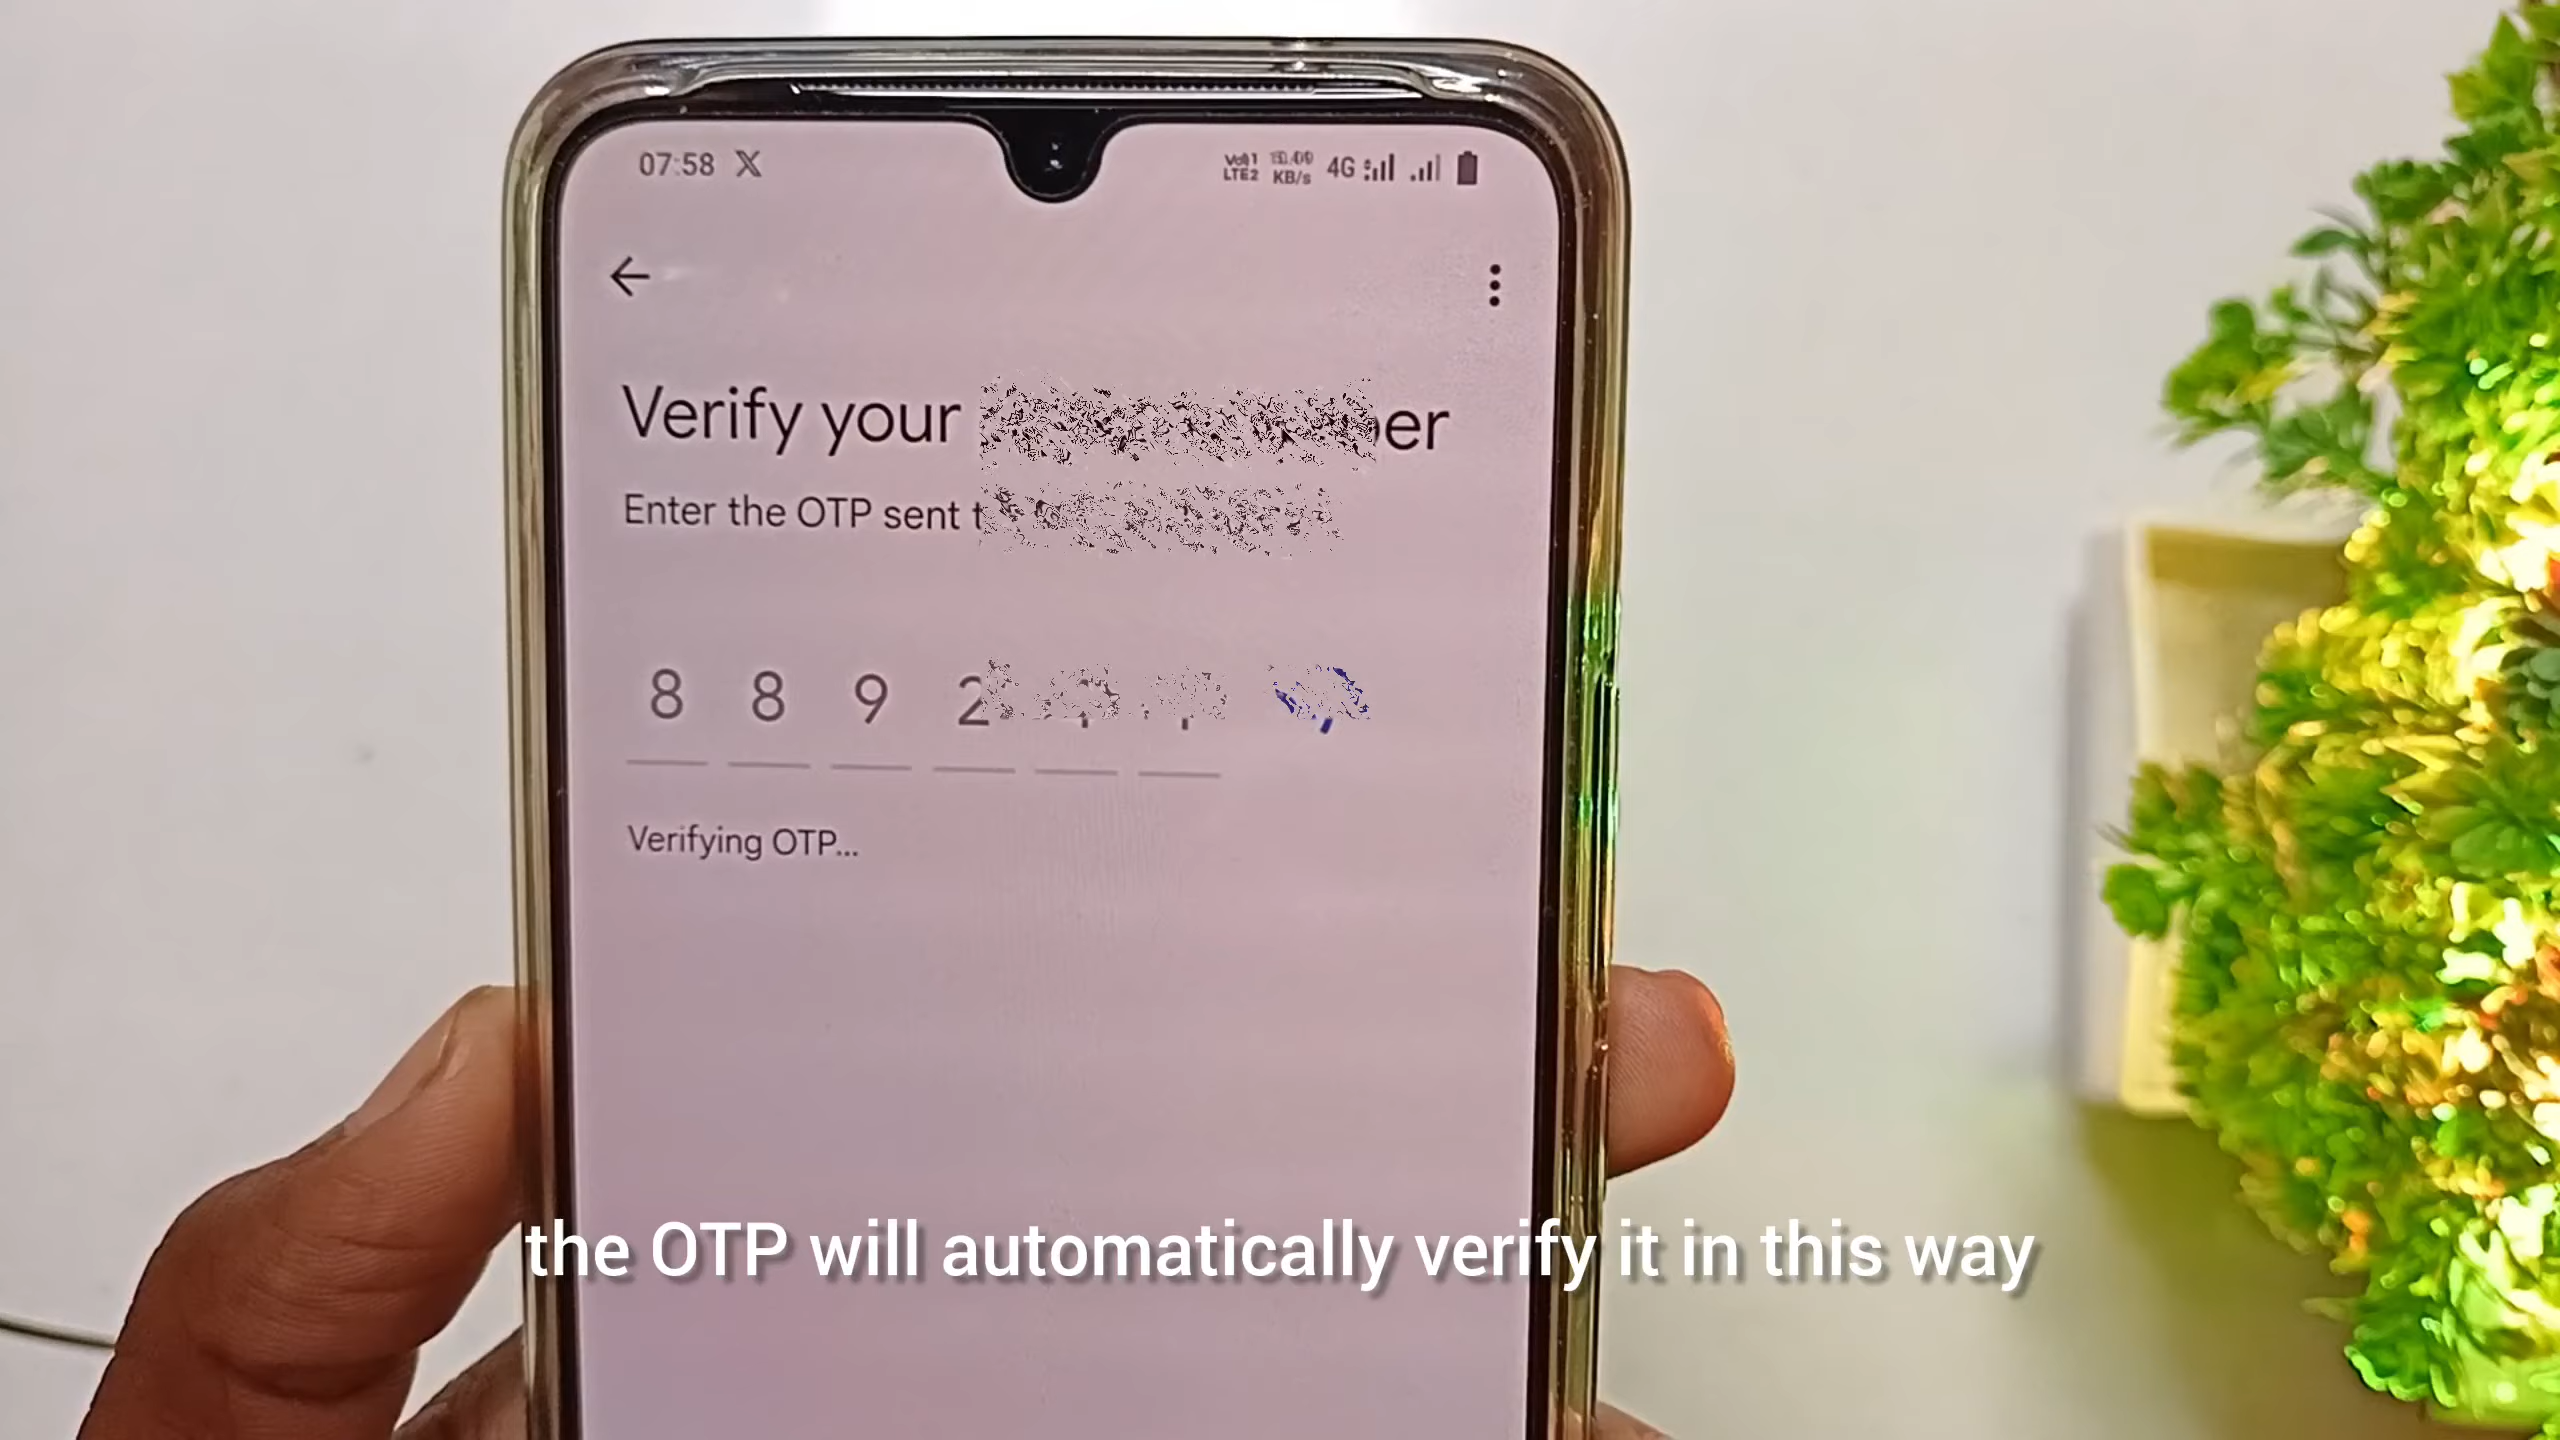 07:58 X
4G
Verify your
Enter the OTP sent
8 8 9 2
Verifying OTP...
the OTP will automatically verify it in this way